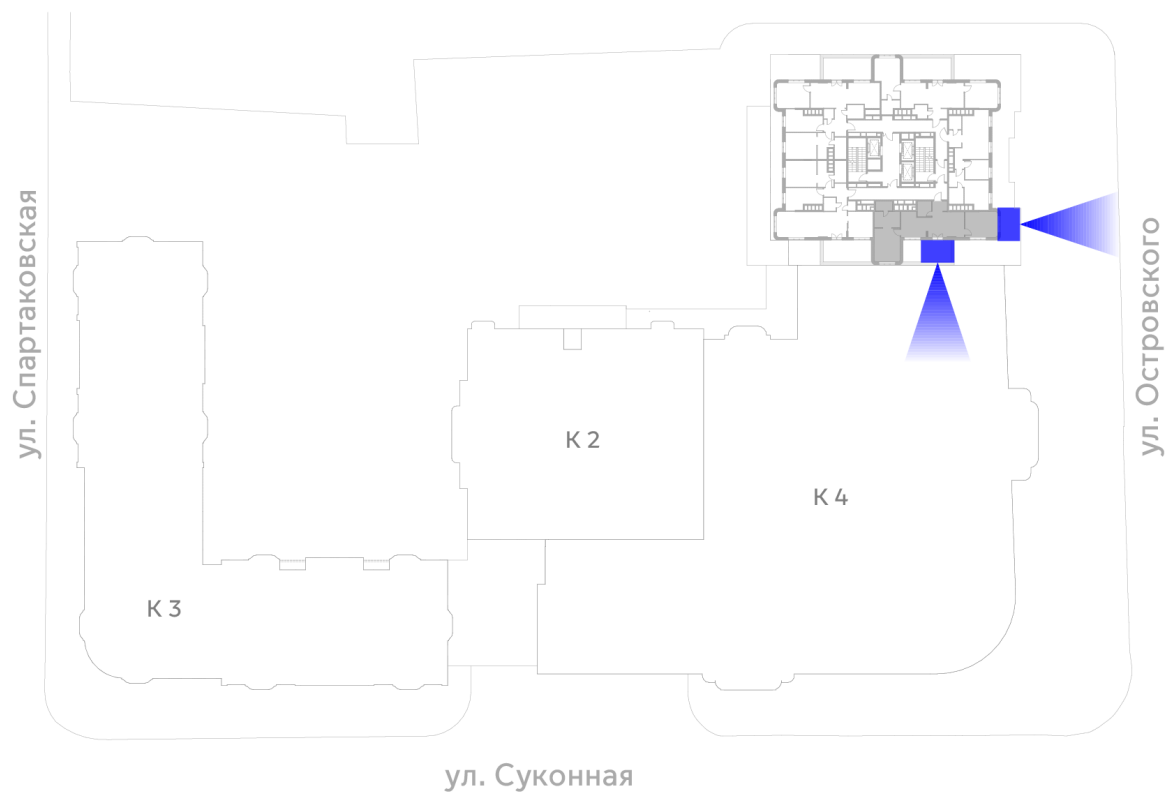 ул. Спартаковская
ул. Островского
К 2
К 4
К 3
ул. Суконная